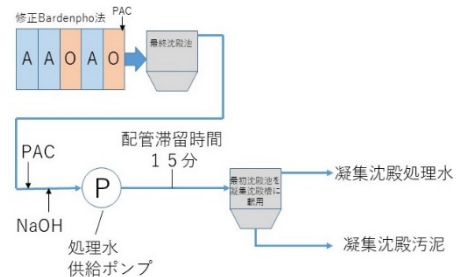 修正Bardenpho法
PAC
A A O A O
最終沈殿池
配管滞留時間
15分
PAC
P
NaOH
処理水
供給ポンプ
最初沈殿池を
凝集沈殿槽に
転用
凝集沈殿処理水
凝集沈殿汚泥